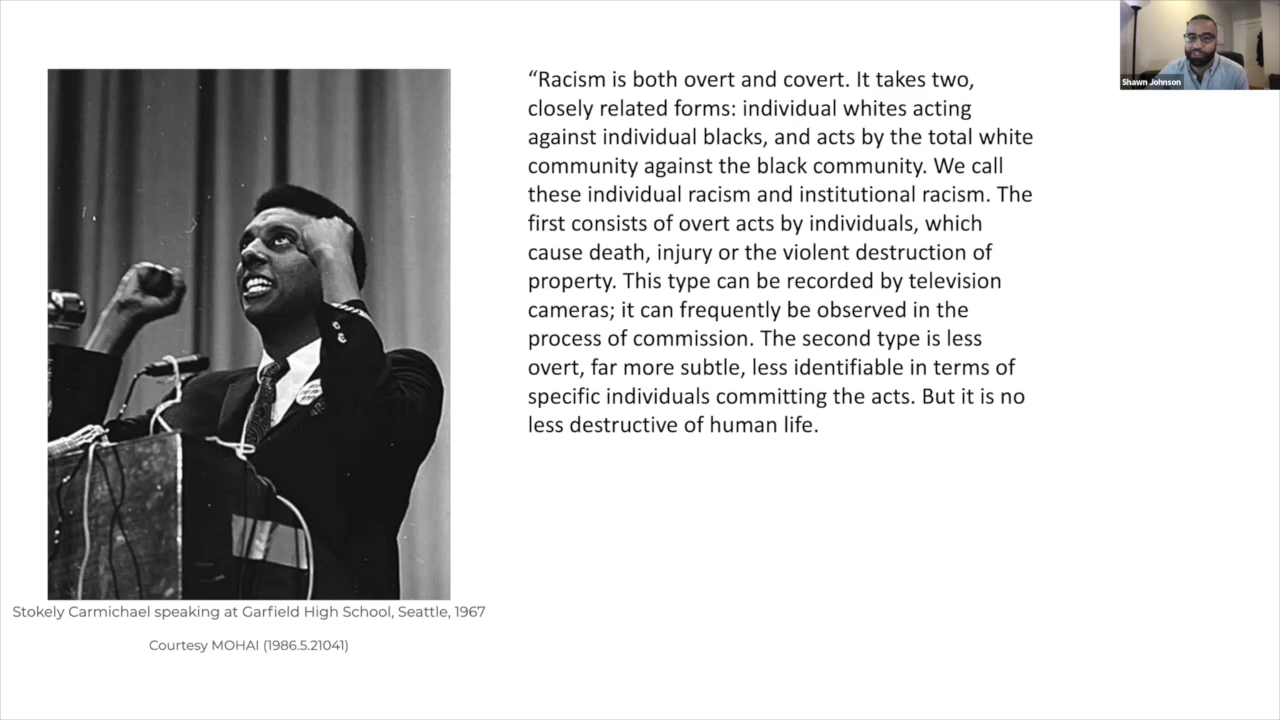 Shawn Johnson
“Racism is both overt and covert. It takes two,
closely related forms: individual whites acting
against individual blacks, and acts by the total white
community against the black community. We call
these individual racism and institutional racism. The
first consists of overt acts by individuals, which
cause death, injury or the violent destruction of
property. This type can be recorded by television
cameras; it can frequently be observed in the
process of commission. The second type is less
overt, far more subtle, less identifiable in terms of
specific individuals committing the acts. But it is no
less destructive of human life.
Stokely Carmichael speaking at Garfield High School, Seattle, 1967
Courtesy MOHAI (1986.5.21041)